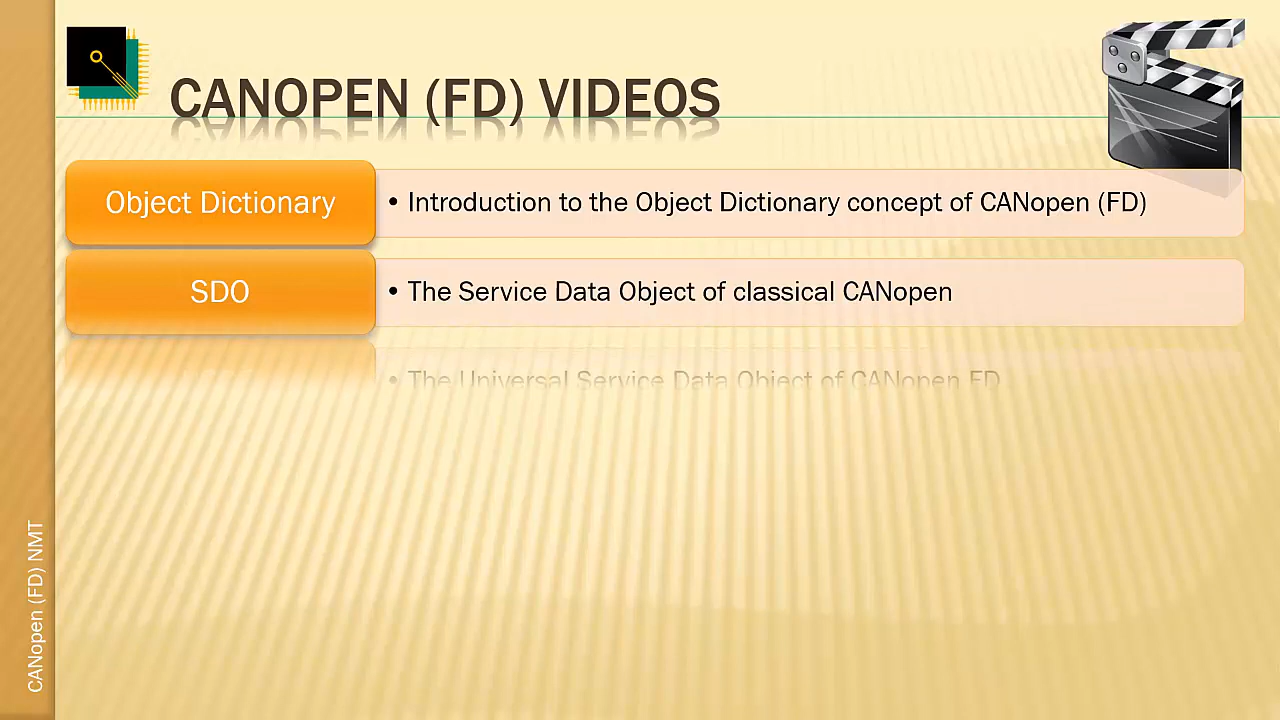 CANOPEN (FD) VIDEOS
Object Dictionary
• Introduction to the Object Dictionary concept of CANopen (FD)
SDO
• The Service Data Object of classical CANopen
• The Universal Service Data Object of CANopen FD
CANopen (FD) NMT